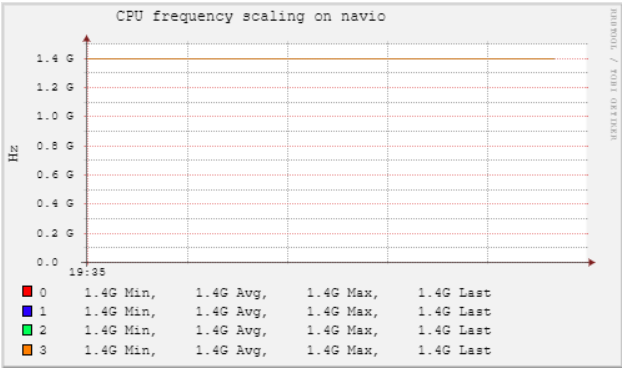 CPU frequency scaling on navio
RRDTOOL / TOBI OETIKER
Hz
1.4 G
1.2 G
1.0 G
0.8 G
0.6 G
0.4 G
0.2 G
0.0
19:35
0 1.4G Min, 1.4G Avg, 1.4G Max, 1.4G Last
1 1.4G Min, 1.4G Avg, 1.4G Max, 1.4G Last
2 1.4G Min, 1.4G Avg, 1.4G Max, 1.4G Last
3 1.4G Min, 1.4G Avg, 1.4G Max, 1.4G Last